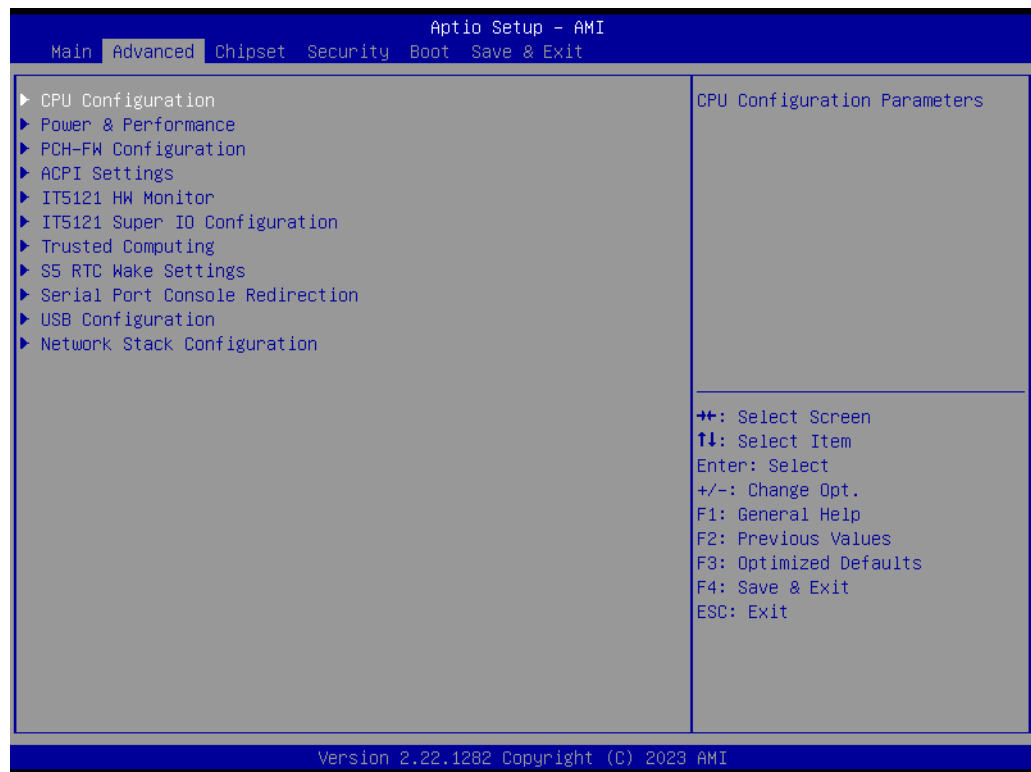 Aptio Setup – AMI
Main Advanced Chipset Security Boot Save & Exit
▶ CPU Configuration
▶ Power & Performance
▶ PCH-FW Configuration
▶ ACPI Settings
▶ IT5121 HW Monitor
▶ IT5121 Super IO Configuration
▶ Trusted Computing
▶ S5 RTC Wake Settings
▶ Serial Port Console Redirection
▶ USB Configuration
▶ Network Stack Configuration
CPU Configuration Parameters
→←: Select Screen
↑↓: Select Item
Enter: Select
+/-: Change Opt.
F1: General Help
F2: Previous Values
F3: Optimized Defaults
F4: Save & Exit
ESC: Exit
Version 2.22.1282 Copyright (C) 2023 AMI